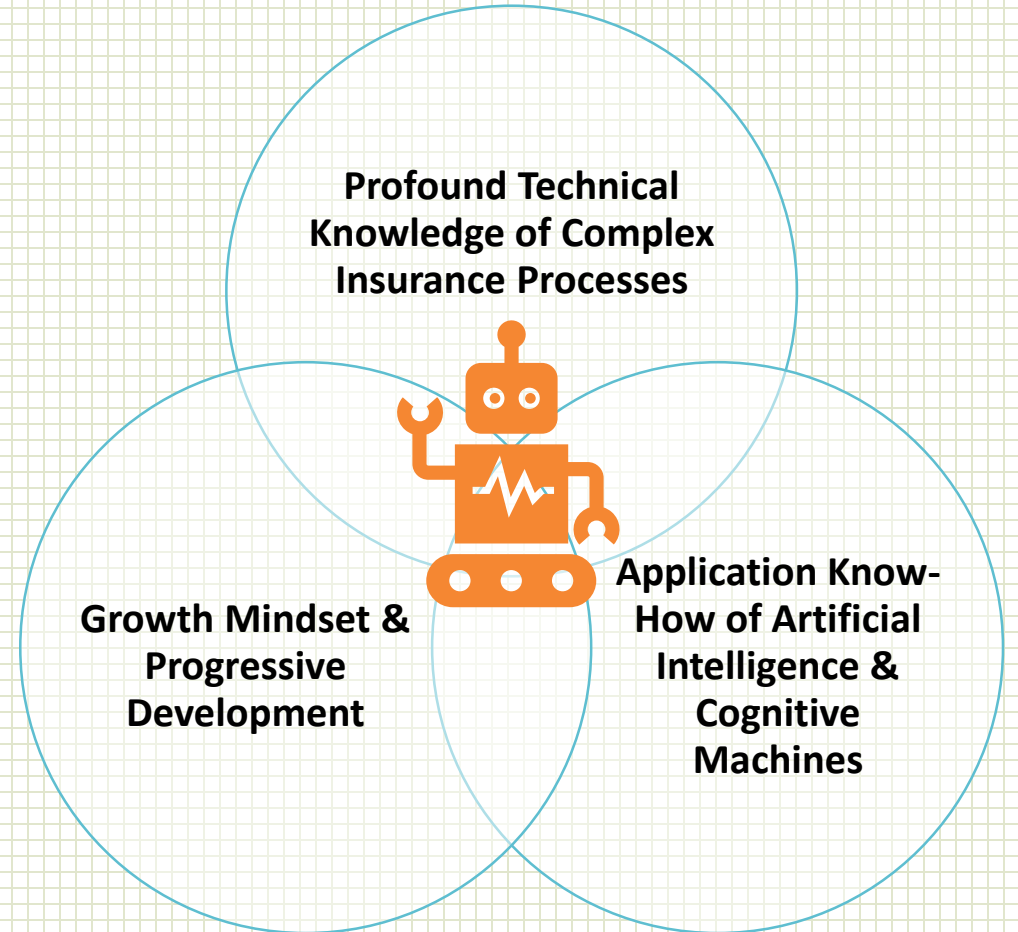 Profound Technical
Knowledge of Complex
Insurance Processes
Growth Mindset &
Progressive
Development
Application Know-
How of Artificial
Intelligence &
Cognitive
Machines